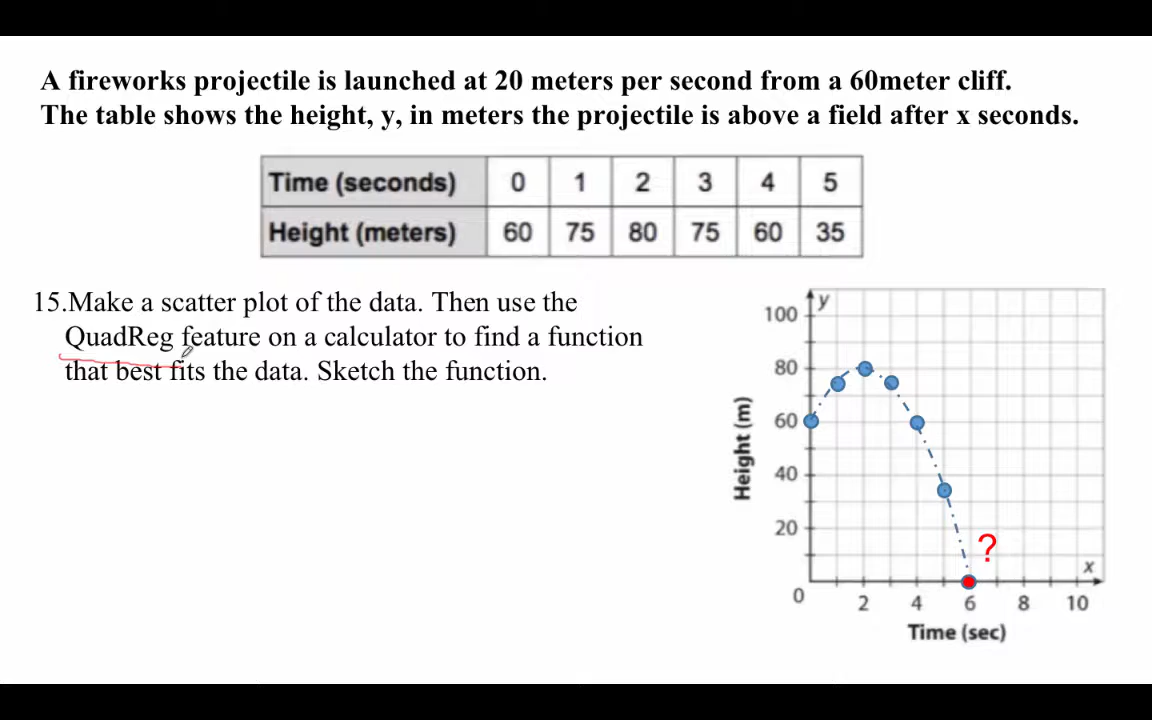 A fireworks projectile is launched at 20 meters per second from a 60meter cliff.
The table shows the height, y, in meters the projectile is above a field after x seconds.
Time (seconds) 0 1 2 3 4 5
Height (meters) 60 75 80 75 60 35
15.Make a scatter plot of the data. Then use the
QuadReg feature on a calculator to find a function
that best fits the data. Sketch the function.
y
100
80
60
40
20
0
Height (m)
?
x
2 4 6 8 10
Time (sec)